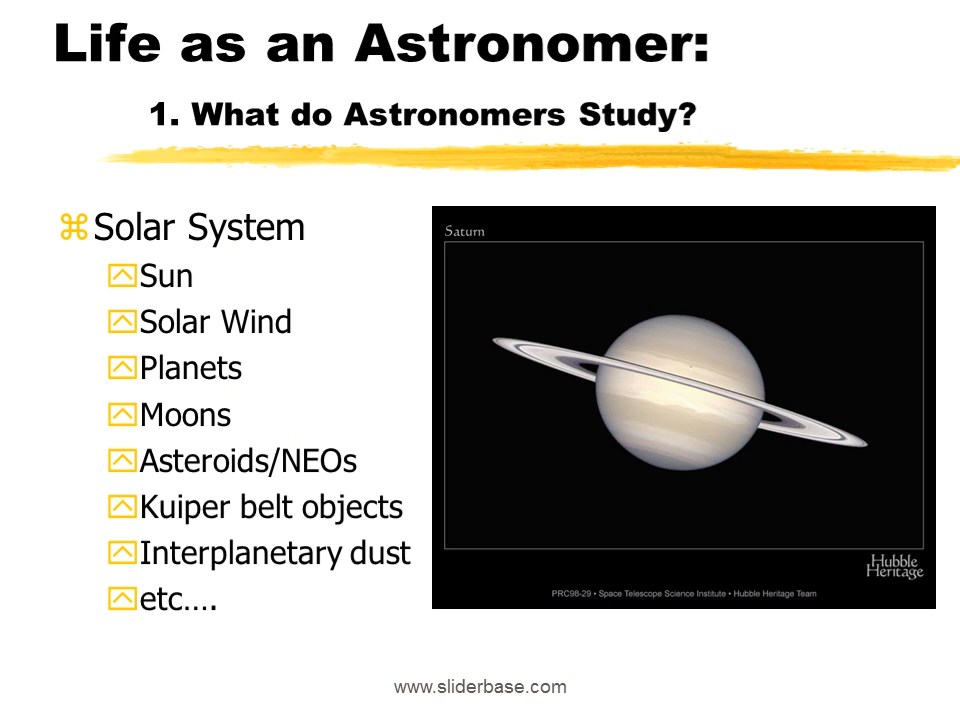 Life as an Astronomer:
1. What do Astronomers Study?
Solar System
Sun
Solar Wind
Planets
Moons
Asteroids/NEOs
Kuiper belt objects
Interplanetary dust
etc….
Saturn
Hubble
Heritage
PRC98-29 • Space Telescope Science Institute • Hubble Heritage Team
www.sliderbase.com